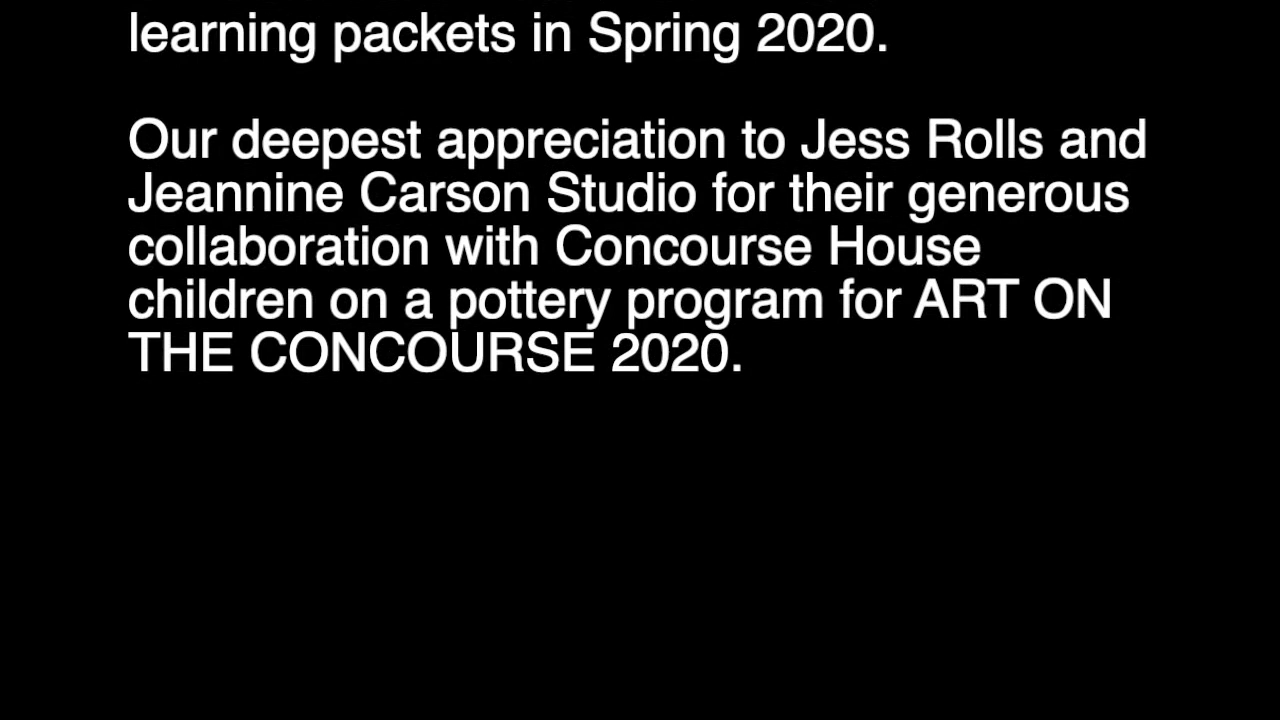 learning packets in Spring 2020.
Our deepest appreciation to Jess Rolls and
Jeannine Carson Studio for their generous
collaboration with Concourse House
children on a pottery program for ART ON
THE CONCOURSE 2020.